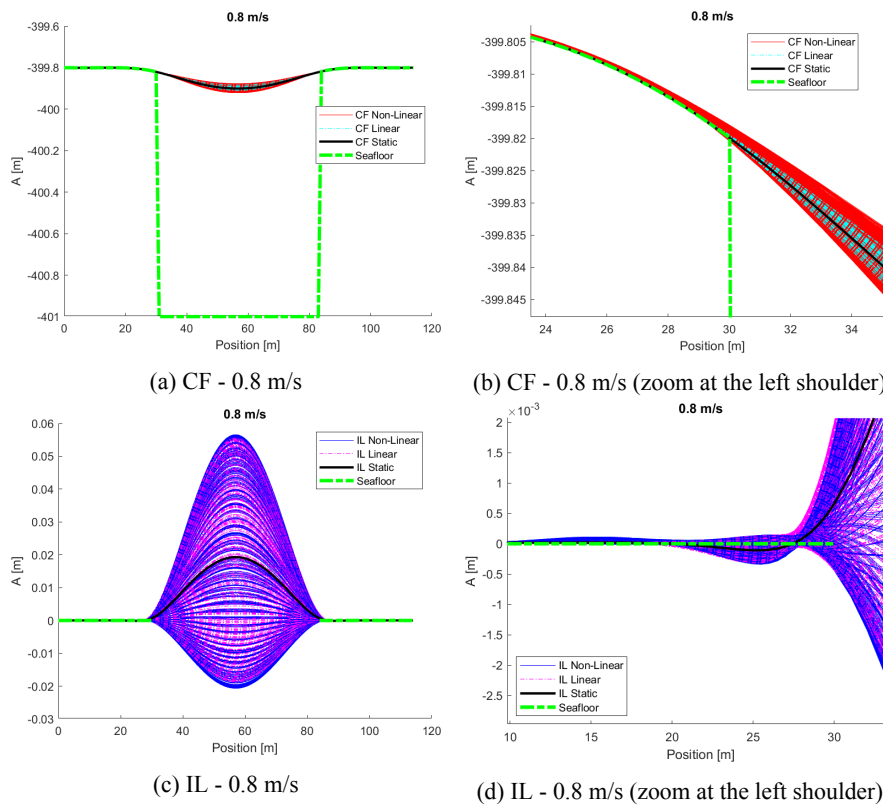 0.8 m/s
-399.6
-399.8
-400
-400.2
-400.4
-400.6
-400.8
-401
A [m]
CF Non-Linear
CF Linear
CF Static
Seafloor
0 20 40 60 80 100 120
Position [m]
(a) CF - 0.8 m/s
0.8 m/s
-399.805
-399.81
-399.815
-399.82
-399.825
-399.83
-399.835
-399.84
-399.845
A [m]
CF Non-Linear
CF Linear
CF Static
Seafloor
24 26 28 30 32 34
Position [m]
(b) CF - 0.8 m/s (zoom at the left shoulder)
0.8 m/s
0.06
0.05
0.04
0.03
0.02
0.01
0
-0.01
-0.02
-0.03
A [m]
IL Non-Linear
IL Linear
IL Static
Seafloor
0 20 40 60 80 100 120
Position [m]
(c) IL - 0.8 m/s
×10-3
0.8 m/s
2
1.5
1
0.5
0
-0.5
-1
-1.5
-2
-2.5
A [m]
IL Non-Linear
IL Linear
IL Static
Seafloor
10 15 20 25 30
Position [m]
(d) IL - 0.8 m/s (zoom at the left shoulder)